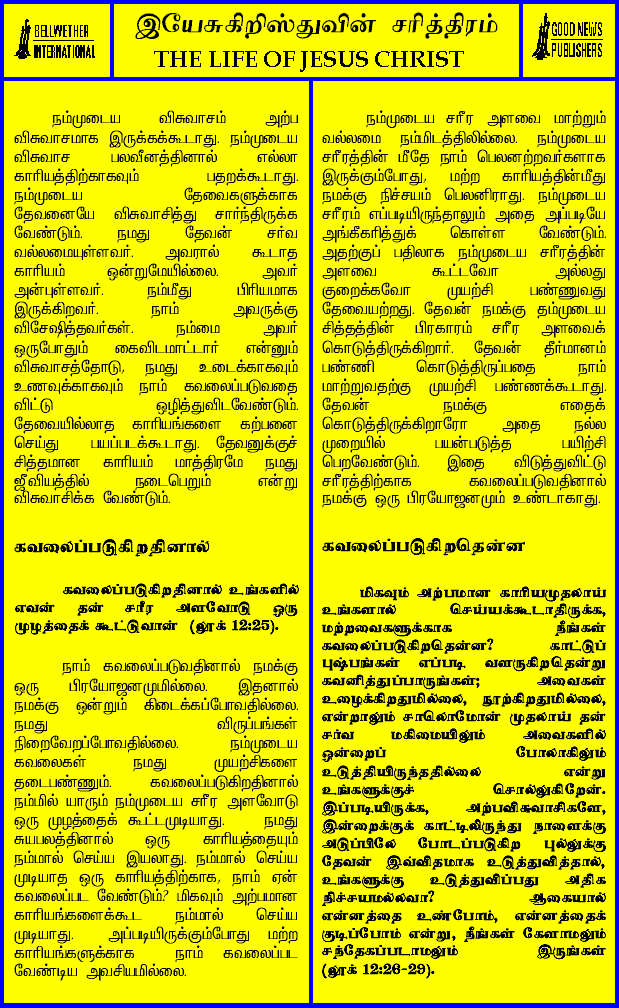 BELLWETHER
INTERNATIONAL
இயேசுகிறிஸ்துவின் சரித்திரம்
THE LIFE OF JESUS CHRIST
GOOD NEWS
PUBLISHERS
நம்முடைய விசுவாசம் அற்ப
விசுவாசமாக இருக்கக்கூடாது. நம்முடைய
விசுவாச பலவீனத்தினால் எல்லா
காரியத்திற்காகவும் பதறக்கூடாது.
நம்முடைய தேவைகளுக்காக
தேவனையே விசுவாசித்து சார்ந்திருக்க
வேண்டும். நமது தேவன் சர்வ
வல்லமையுள்ளவர். அவரால் கூடாத
காரியம் ஒன்றுமேயில்லை. அவர்
அன்புள்ளவர். நம்மீது பிரியமாக
இருக்கிறவர். நாம் அவருக்கு
விசேஷித்தவர்கள். நம்மை அவர்
ஒருபோதும் கைவிடமாட்டார் என்னும்
விசுவாசத்தோடு, நமது உடைக்காகவும்
உணவுக்காகவும் நாம் கவலைப்படுவதை
விட்டு ஒழித்துவிடவேண்டும்.
தேவையில்லாத காரியங்களை கற்பனை
செய்து பயப்படக்கூடாது. தேவனுக்குச்
சித்தமான காரியம் மாத்திரமே நமது
ஜீவியத்தில் நடைபெறும் என்று
விசுவாசிக்க வேண்டும்.
கவலைப்படுகிறதினால்
கவலைப்படுகிறதினால் உங்களில்
எவன் தன் சரீர அளவோடு ஒரு
முழத்தைக் கூட்டுவான் (லூக் 12:25).
நாம் கவலைப்படுவதினால் நமக்கு
ஒரு பிரயோஜனமுமில்லை. இதனால்
நமக்கு ஒன்றும் கிடைக்கப்போவதில்லை.
நமது விருப்பங்கள்
நிறைவேறப்போவதில்லை. நம்முடைய
கவலைகள் நமது முயற்சிகளை
தடைபண்ணும். கவலைப்படுகிறதினால்
நம்மில் யாரும் நம்முடைய சரீர அளவோடு
ஒரு முழத்தைக் கூட்டமுடியாது. நமது
சுயபலத்தினால் ஒரு காரியத்தையும்
நம்மால் செய்ய இயலாது. நம்மால் செய்ய
முடியாத ஒரு காரியத்திற்காக, நாம் ஏன்
கவலைப்பட வேண்டும்? மிகவும் அற்பமான
காரியங்களைக்கூட நம்மால் செய்ய
முடியாது. அப்படியிருக்கும்போது மற்ற
காரியங்களுக்காக நாம் கவலைப்பட
வேண்டிய அவசியமில்லை.
நம்முடைய சரீர அளவை மாற்றும்
வல்லமை நம்மிடத்திலில்லை. நம்முடைய
சரீரத்தின் மீதே நாம் பெலனற்றவர்களாக
இருக்கும்போது, மற்ற காரியத்தின்மீது
நமக்கு நிச்சயம் பெலனிராது. நம்முடைய
சரீரம் எப்படியிருந்தாலும் அதை அப்படியே
அங்கீகரித்துக் கொள்ள வேண்டும்.
அதற்குப் பதிலாக நம்முடைய சரீரத்தின்
அளவை கூட்டவோ அல்லது
குறைக்கவோ முயற்சி பண்ணுவது
தேவையற்றது. தேவன் நமக்கு தம்முடைய
சித்தத்தின் பிரகாரம் சரீர அளவைக்
கொடுத்திருக்கிறார். தேவன் தீர்மானம்
பண்ணி கொடுத்திருப்பதை நாம்
மாற்றுவதற்கு முயற்சி பண்ணக்கூடாது.
தேவன் நமக்கு எதைக்
கொடுத்திருக்கிறாரோ அதை நல்ல
முறையில் பயன்படுத்த பயிற்சி
பெறவேண்டும். இதை விடுத்துவிட்டு
சரீரத்திற்காக கவலைப்படுவதினால்
நமக்கு ஒரு பிரயோஜனமும் உண்டாகாது.
கவலைப்படுகிறதென்ன
மிகவும் அற்பமான காரியமுதலாய்
உங்களால் செய்யக்கூடாதிருக்க,
மற்றவைகளுக்காக நீங்கள்
கவலைப்படுகிறதென்ன? காட்டுப்
புஷ்பங்கள் எப்படி வளருகிறதென்று
கவனித்துப்பாருங்கள்; அவைகள்
உழைக்கிறதுமில்லை, நூற்கிறதுமில்லை,
என்றாலும் சாலொமோன் முதலாய் தன்
சர்வ மகிமையிலும் அவைகளில்
ஒன்றைப் போலாகிலும்
உடுத்தியிருந்ததில்லை என்று
உங்களுக்குச் சொல்லுகிறேன்.
இப்படியிருக்க, அற்பவிசுவாசிகளே,
இன்றைக்குக் காட்டிலிருந்து நாளைக்கு
அடுப்பிலே போடப்படுகிற புல்லுக்கு
தேவன் இவ்விதமாக உடுத்துவித்தால்,
உங்களுக்கு உடுத்துவிப்பது அதிக
நிச்சயமல்லவா? ஆகையால்
என்னத்தை உண்போம், என்னத்தைக்
குடிப்போம் என்று, நீங்கள் கேளாமலும்
சந்தேகப்படாமலும் இருங்கள்
(லூக் 12:26-29).